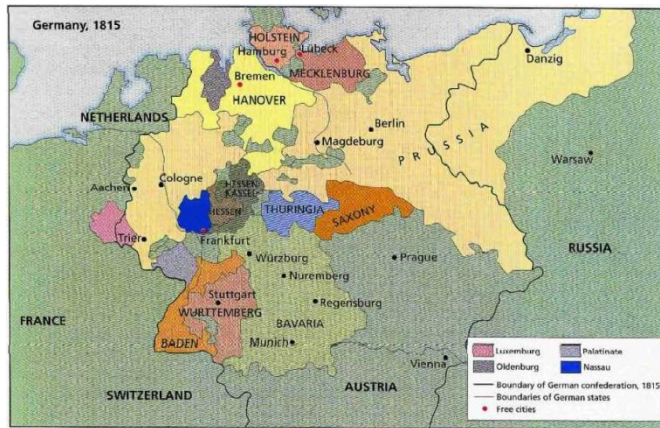 Germany, 1815
HOLSTEIN
Hamburg
Lübeck
MECKLENBURG
Danzig
Bremen
HANOVER
NETHERLANDS
Berlin
Magdeburg
PRUSSIA
Warsaw
Aachen
Cologne
HESSEN
KASSEL
HESSEN
THURINGIA
SAXONY
RUSSIA
Trier
Frankfurt
Würzburg
Prague
Nuremberg
FRANCE
Stuttgart
WURTTEMBERG
Regensburg
BAVARIA
BADEN
Munich
Vienna
SWITZERLAND
AUSTRIA
Luxemburg
Palatinate
Oldenburg
Nassau
Boundary of German confederation, 1815
Boundaries of German states
Free cities